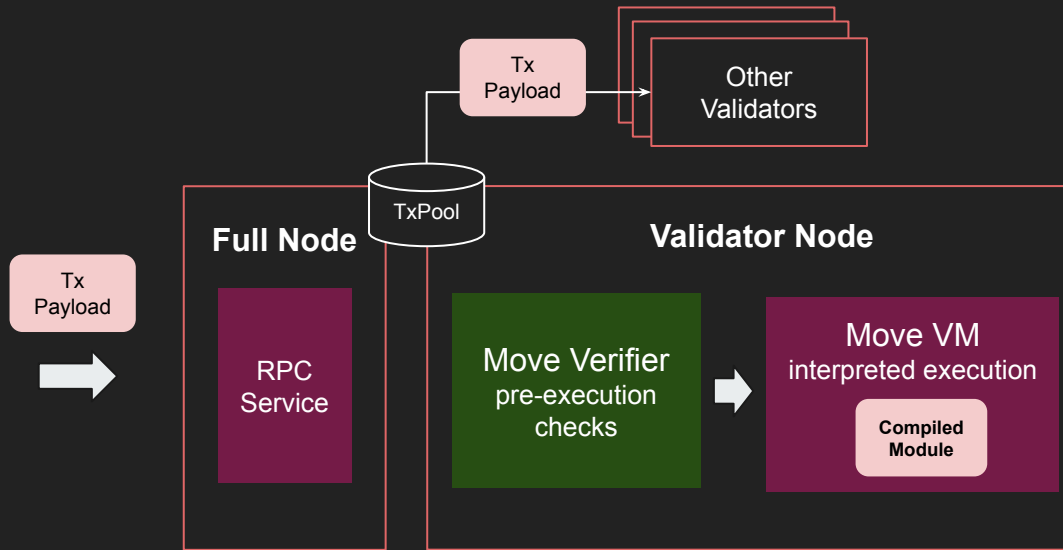 Tx
Payload
Other
Validators
TxPool
Full Node
Validator Node
Tx
Payload
RPC
Service
Move Verifier
pre-execution
checks
Move VM
interpreted execution
Compiled
Module